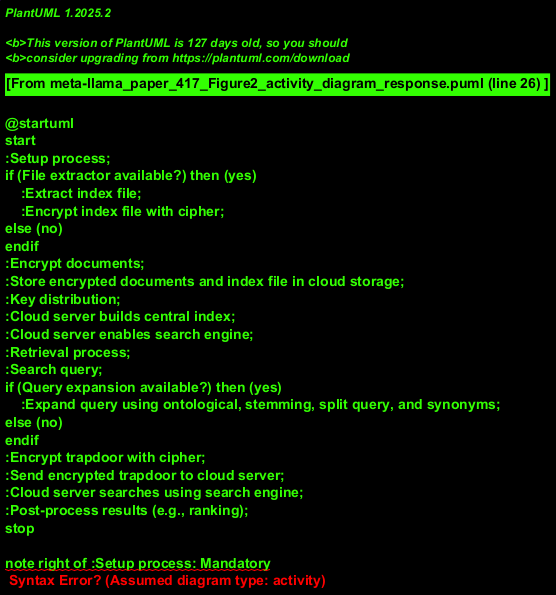 PlantUML 1.2025.2
<b>This version of PlantUML is 127 days old, so you should
<b>consider upgrading from https://plantuml.com/download
[From meta-llama_paper_417_Figure2_activity_diagram_response.puml (line 26) ]
@startuml
start
:Setup process;
if (File extractor available?) then (yes)
:Extract index file;
:Encrypt index file with cipher;
else (no)
endif
:Encrypt documents;
:Store encrypted documents and index file in cloud storage;
:Key distribution;
:Cloud server builds central index;
:Cloud server enables search engine;
:Retrieval process;
:Search query;
if (Query expansion available?) then (yes)
:Expand query using ontological, stemming, split query, and synonyms;
else (no)
endif
:Encrypt trapdoor with cipher;
:Send encrypted trapdoor to cloud server;
:Cloud server searches using search engine;
:Post-process results (e.g., ranking);
stop
note right of :Setup process: Mandatory
Syntax Error? (Assumed diagram type: activity)